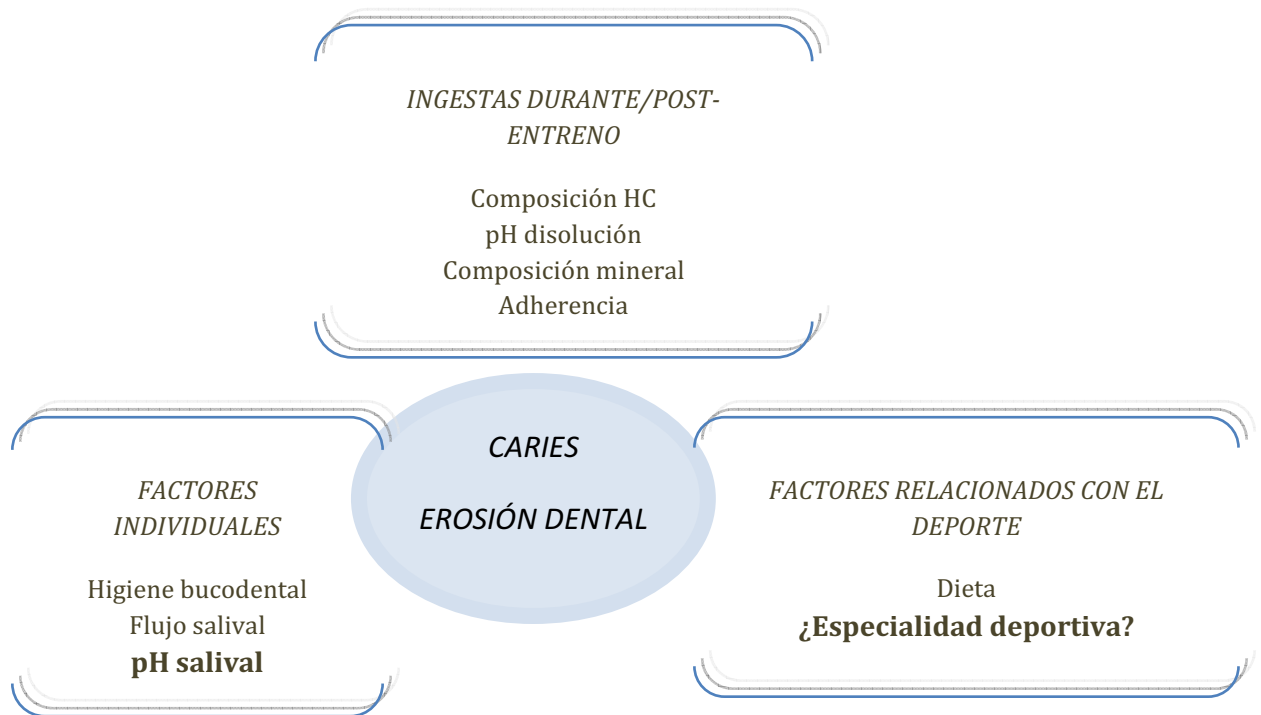 INGESTAS DURANTE/POST-
ENTRENO
Composición HC
pH disolución
Composición mineral
Adherencia
CARIES
EROSIÓN DENTAL
FACTORES
INDIVIDUALES
Higiene bucodental
Flujo salival
pH salival
FACTORES RELACIONADOS CON EL
DEPORTE
Dieta
¿Especialidad deportiva?